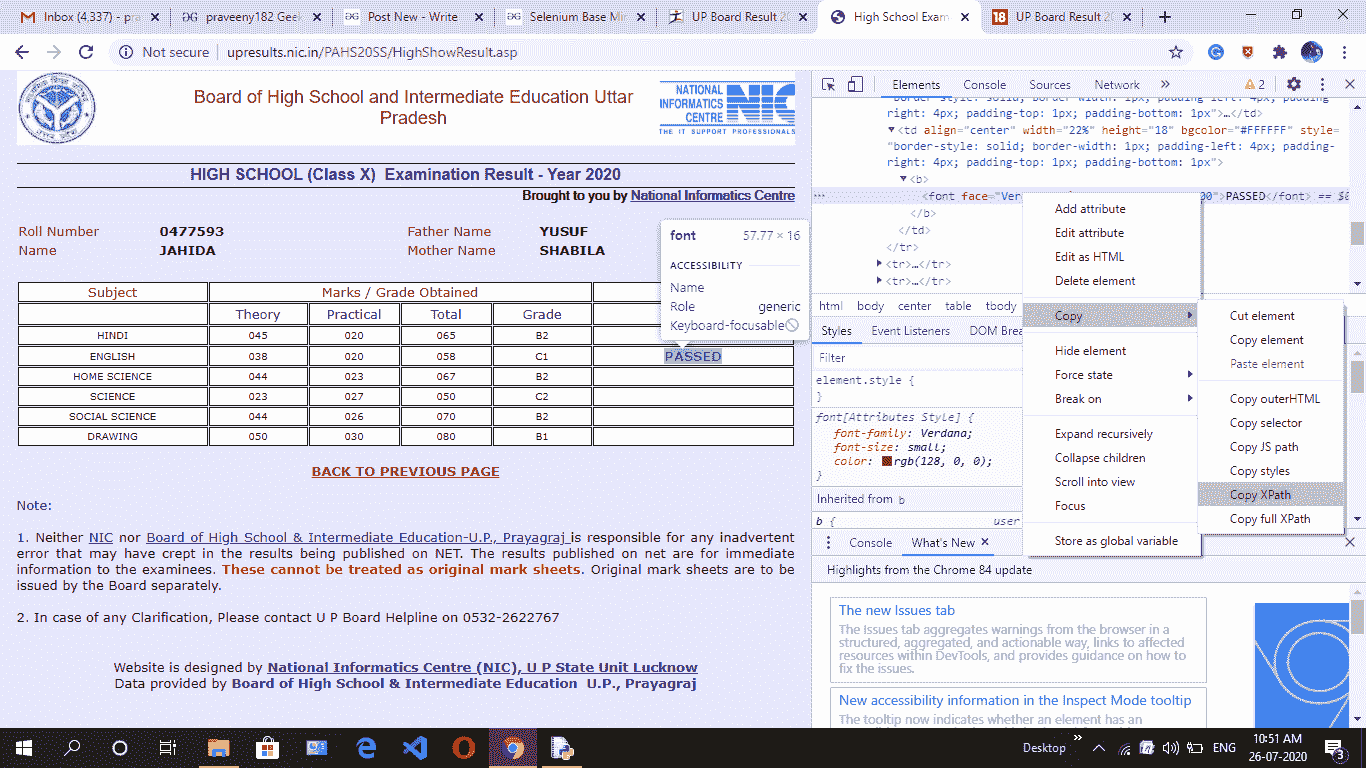 Inbox (4,337) - pra
praveeny182 Geek
Post New - Write
Selenium Base Min
UP Board Result 20
High School Exam
UP Board Result 20
Not secure
upresults.nic.in/PAHS20SS/HighShowResult.asp
Board of High School and Intermediate Education Uttar
Pradesh
NATIONAL
INFORMATICS
CENTRE
NIC
THE IT SUPPORT PROFESSIONALS
HIGH SCHOOL (Class X) Examination Result - Year 2020
Brought to you by National Informatics Centre
Roll Number 0477593 Father Name YUSUF
Name JAHIDA Mother Name SHABILA
Subject Marks / Grade Obtained
Theory Practical Total Grade
HINDI 045 020 065 B2
ENGLISH 038 020 058 C1 PASSED
HOME SCIENCE 044 023 067 B2
SCIENCE 023 027 050 C2
SOCIAL SCIENCE 044 026 070 B2
DRAWING 050 030 080 B1
font 57.77 × 16
ACCESSIBILITY
Name
Role generic
Keyboard-focusable
BACK TO PREVIOUS PAGE
Note:
1. Neither NIC nor Board of High School & Intermediate Education-U.P., Prayagraj is responsible for any inadvertent
error that may have crept in the results being published on NET. The results published on net are for immediate
information to the examinees. These cannot be treated as original mark sheets. Original mark sheets are to be
issued by the Board separately.
2. In case of any Clarification, Please contact U P Board Helpline on 0532-2622767
Website is designed by National Informatics Centre (NIC), U P State Unit Lucknow
Data provided by Board of High School & Intermediate Education U.P., Prayagraj
Elements Console Sources Network » 2
border-style: solid; border-width: 1px; padding-left: 4px; padding-
right: 4px; padding-top: 1px; padding-bottom: 1px">…</td>
<td align="center" width="22%" height="18" bgcolor="#FFFFFF" style=
"border-style: solid; border-width: 1px; padding-left: 4px; padding-
right: 4px; padding-top: 1px; padding-bottom: 1px">
<b>
<font face="Ver 00">PASSED</font> == $0
</b>
</td>
</tr>
<tr>…</tr>
<tr>…</tr>
html body center table tbody
Styles Event Listeners DOM Brea
Filter
element.style {
}
font[Attributes Style] {
font-family: Verdana;
font-size: small;
color: rgb(128, 0, 0);
}
Inherited from b
b { user
Add attribute
Edit attribute
Edit as HTML
Delete element
Copy
Hide element
Force state
Break on
Expand recursively
Collapse children
Scroll into view
Focus
Store as global variable
Cut element
Copy element
Paste element
Copy outerHTML
Copy selector
Copy JS path
Copy styles
Copy XPath
Copy full XPath
Console What's New
Highlights from the Chrome 84 update
The new Issues tab
The Issues tab aggregates warnings from the browser in a
structured, aggregated, and actionable way, links to affected
resources within DevTools, and provides guidance on how to
fix the issues.
New accessibility information in the Inspect Mode tooltip
The tooltip now indicates whether an element has an
Desktop » ENG
10:51 AM
26-07-2020
3